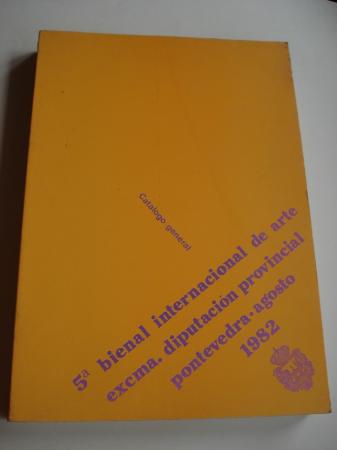 Catálogo general
5ª bienal internacional de arte
excma. diputación provincial
pontevedra·agosto
1982